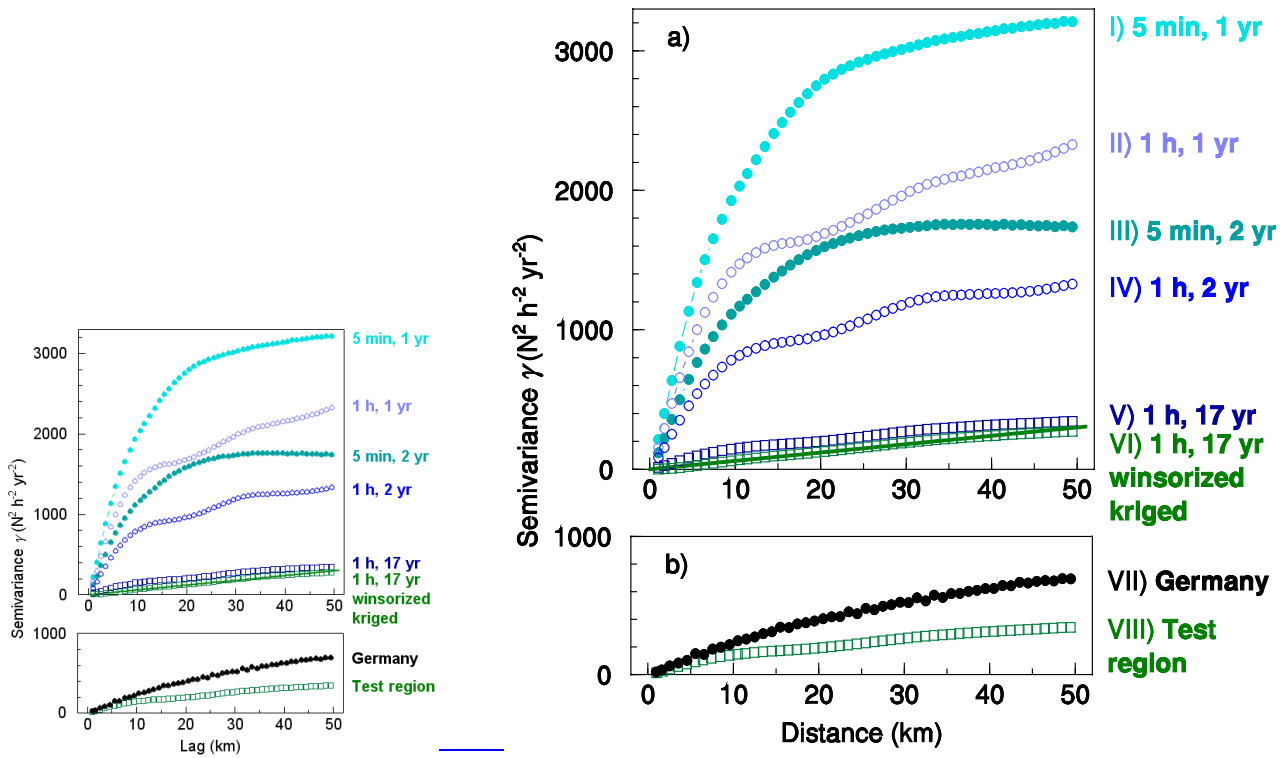 3000
2000
1000
0
0 10 20 30 40 50
5 min, 1 yr
1 h, 1 yr
5 min, 2 yr
1 h, 2 yr
1 h, 17 yr
1 h, 17 yr
winsorized
kriged
Semivariance γ (N² h⁻² yr⁻²)
1000
0
0 10 20 30 40 50
Germany
Test region
Lag (km)
a)
3000
2000
1000
0
0 10 20 30 40 50
I) 5 min, 1 yr
II) 1 h, 1 yr
III) 5 min, 2 yr
IV) 1 h, 2 yr
V) 1 h, 17 yr
VI) 1 h, 17 yr
winsorized
krIged
Semivariance γ (N² h⁻² yr⁻²)
b)
1000
0
0 10 20 30 40 50
VII) Germany
VIII) Test
region
Distance (km)